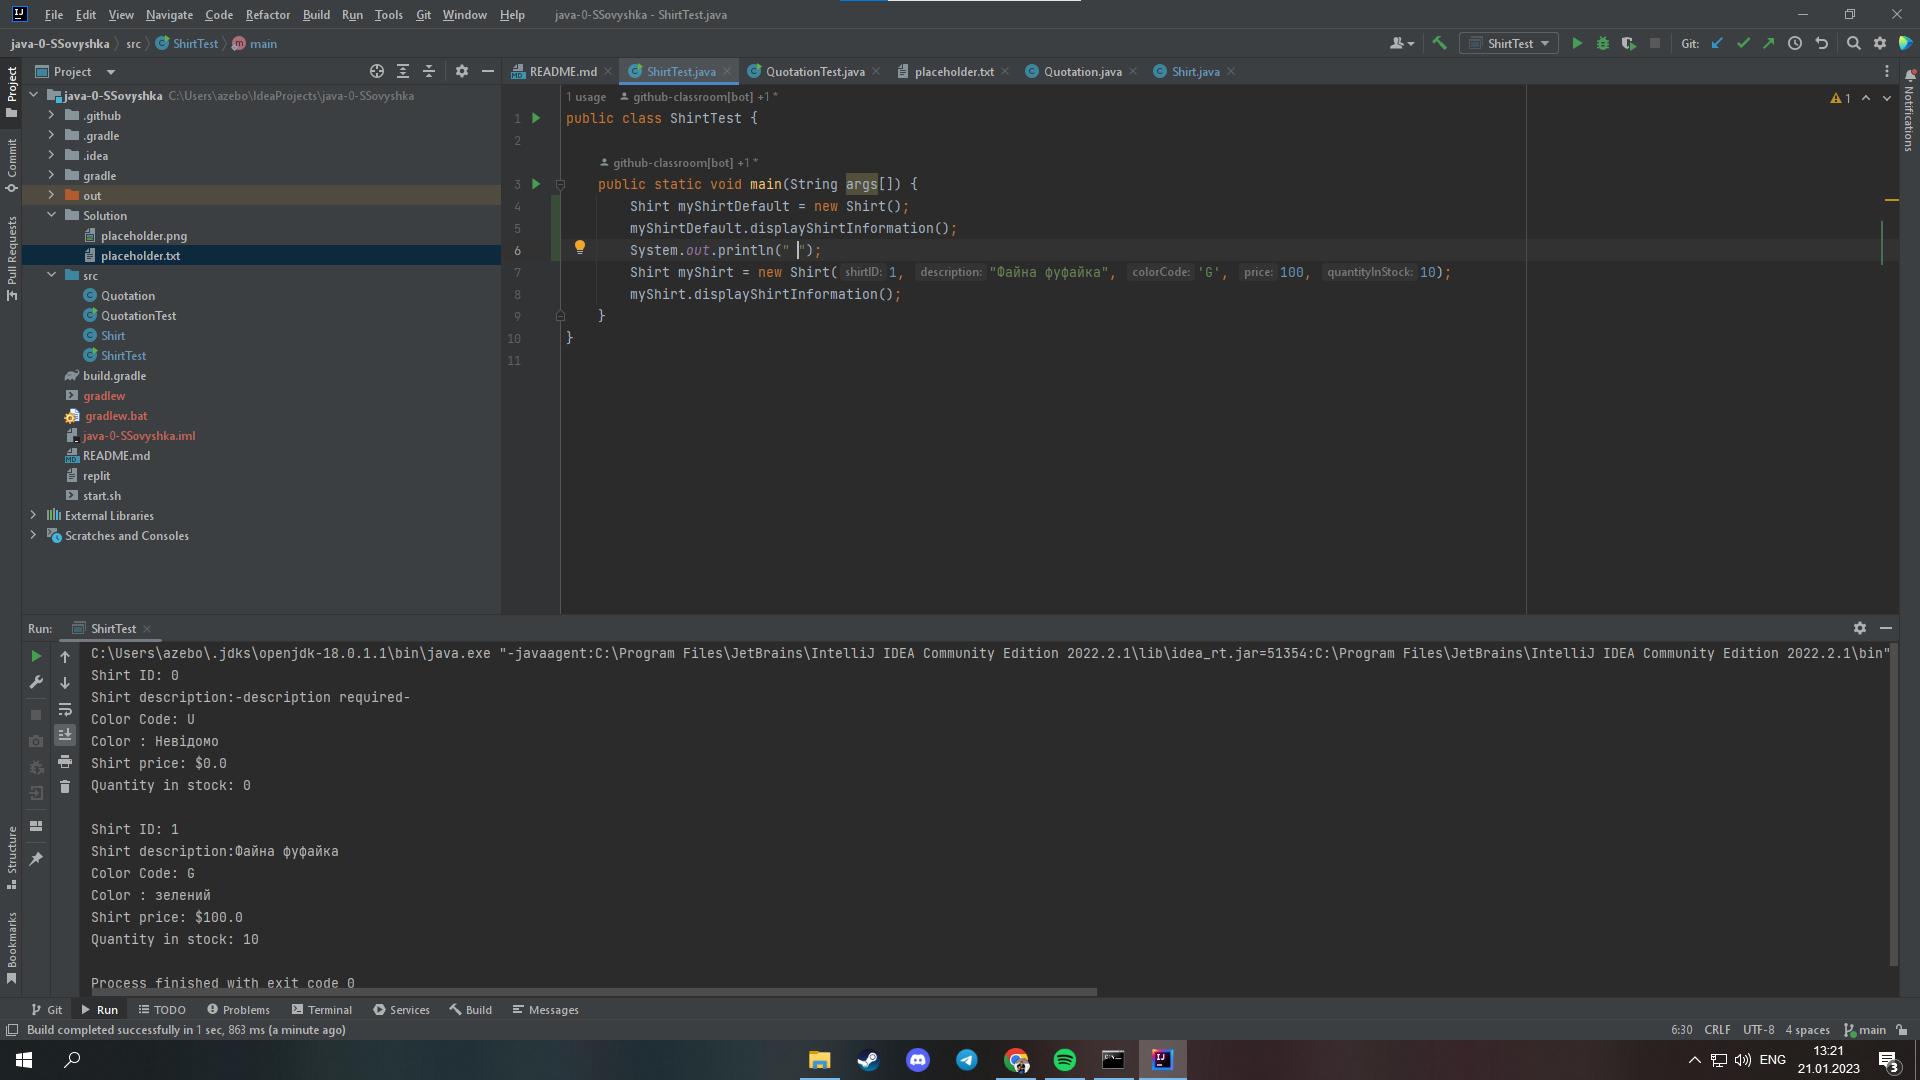 File Edit View Navigate Code Refactor Build Run Tools Git Window Help java-0-SSovyshka - ShirtTest.java
java-0-SSovyshka src ShirtTest main ShirtTest Git:
Project
README.md ShirtTest.java QuotationTest.java placeholder.txt Quotation.java Shirt.java
java-0-SSovyshka C:\Users\azebo\IdeaProjects\java-0-SSovyshka
.github
.gradle
.idea
gradle
out
Solution
placeholder.png
placeholder.txt
src
Quotation
QuotationTest
Shirt
ShirtTest
build.gradle
gradlew
gradlew.bat
java-0-SSovyshka.iml
README.md
replit
start.sh
External Libraries
Scratches and Consoles
Project
Commit
Pull Requests
Structure
Bookmarks
Notifications
1 usage github-classroom[bot] +1 *
1
1 public class ShirtTest {
2
github-classroom[bot] +1 *
3 public static void main(String args[]) {
4 Shirt myShirtDefault = new Shirt();
5 myShirtDefault.displayShirtInformation();
6 System.out.println(" ");
7 Shirt myShirt = new Shirt( shirtID: 1, description: "Файна фуфайка", colorCode: 'G', price: 100, quantityInStock: 10);
8 myShirt.displayShirtInformation();
9 }
10 }
11
Run: ShirtTest
C:\Users\azebo\.jdks\openjdk-18.0.1.1\bin\java.exe "-javaagent:C:\Program Files\JetBrains\IntelliJ IDEA Community Edition 2022.2.1\lib\idea_rt.jar=51354:C:\Program Files\JetBrains\IntelliJ IDEA Community Edition 2022.2.1\bin"
Shirt ID: 0
Shirt description:-description required-
Color Code: U
Color : Невідомо
Shirt price: $0.0
Quantity in stock: 0
Shirt ID: 1
Shirt description:Файна фуфайка
Color Code: G
Color : зелений
Shirt price: $100.0
Quantity in stock: 10
Process finished with exit code 0
Git Run TODO Problems Terminal Services Build Messages
Build completed successfully in 1 sec, 863 ms (a minute ago) 6:30 CRLF UTF-8 4 spaces main
ENG 13:21
21.01.2023
3